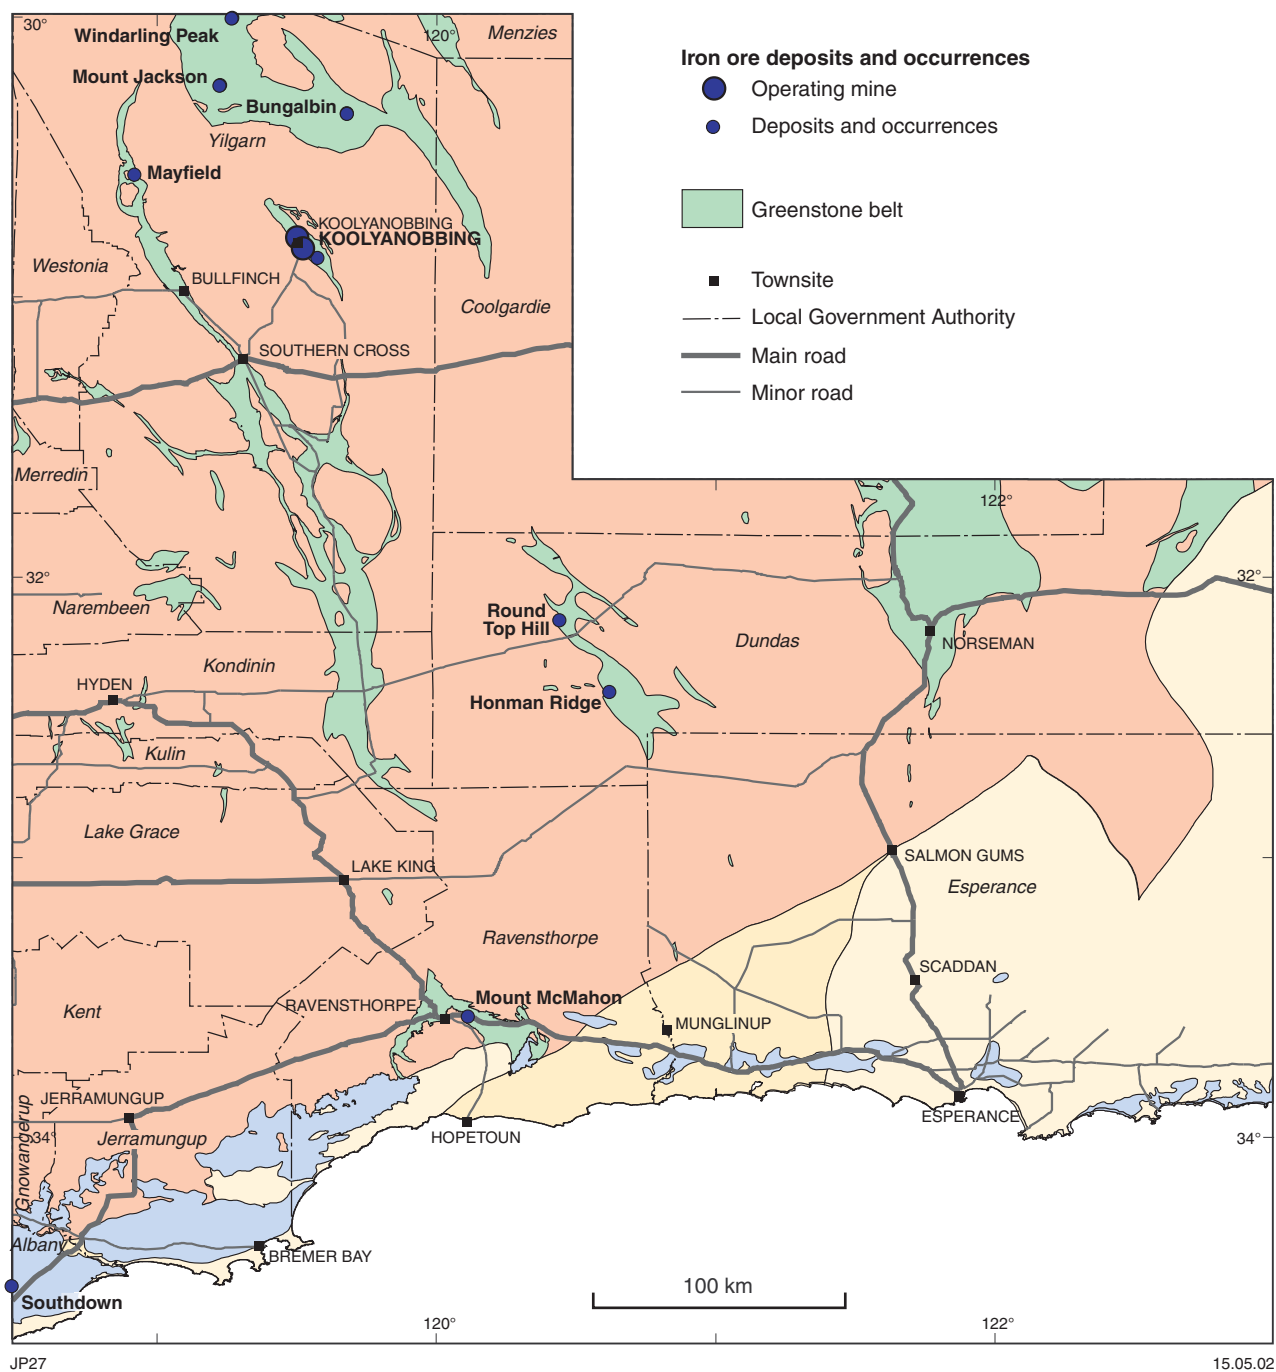 30°
Windarling Peak
120°
Menzies
Mount Jackson
Bungalbin
Yilgarn
Mayfield
KOOLYANOBBING
KOOLYANOBBING
Westonia
BULLFINCH
Coolgardie
SOUTHERN CROSS
Iron ore deposits and occurrences
Operating mine
Deposits and occurrences
Greenstone belt
Townsite
Local Government Authority
Main road
Minor road
Merredin
122°
32°
32°
Narembeen
Round
Top Hill
Dundas
NORSEMAN
Kondinin
HYDEN
Honman Ridge
Kulin
Lake Grace
LAKE KING
SALMON GUMS
Esperance
Ravensthorpe
SCADDAN
Kent
RAVENSTHORPE
Mount McMahon
MUNGLINUP
JERRAMUNGUP
ESPERANCE
34°
Jerramungup
HOPETOUN
34°
Gnowangerup
Albany
BREMER BAY
Southdown
100 km
120°
122°
JP27
15.05.02